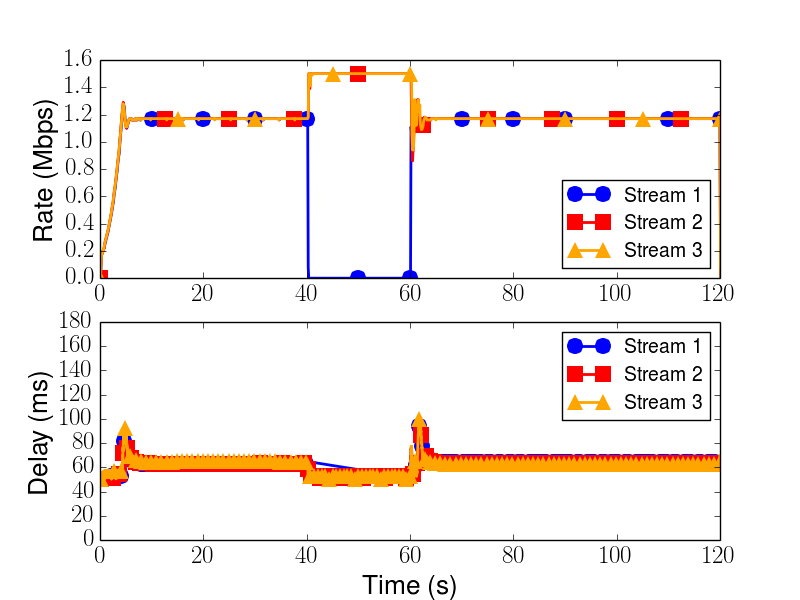 1.6
1.4
1.2
1.0
0.8
0.6
0.4
0.2
0.0
Rate (Mbps)
Stream 1
Stream 2
Stream 3
0 20 40 60 80 100 120
180
160
140
120
100
80
60
40
20
0
Delay (ms)
Stream 1
Stream 2
Stream 3
0 20 40 60 80 100 120
Time (s)